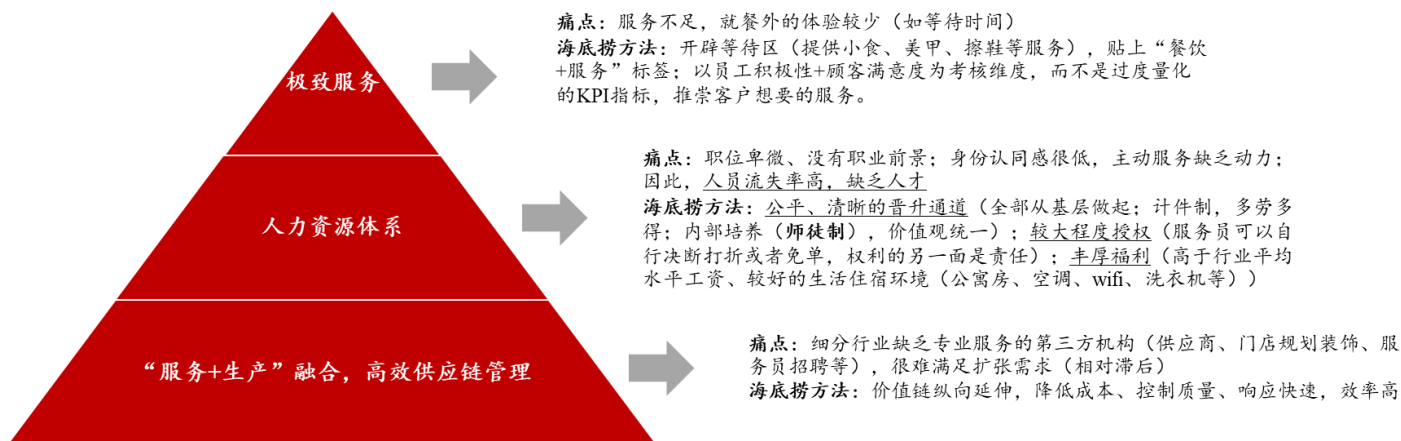 极致服务
痛点：服务不足，就餐外的体验较少（如等待时间）
海底捞方法：开辟等待区（提供小食、美甲、擦鞋等服务），贴上“餐饮
+服务”标签；以员工积极性+顾客满意度为考核维度，而不是过度量化
的KPI指标，推崇客户想要的服务。
人力资源体系
痛点：职位卑微、没有职业前景；身份认同感很低，主动服务缺乏动力；
因此，人员流失率高，缺乏人才
海底捞方法：公平、清晰的晋升通道（全部从基层做起；计件制，多劳多
得；内部培养（师徒制），价值观统一）；较大程度授权（服务员可以自
行决断打折或者免单，权利的另一面是责任）；丰厚福利（高于行业平均
水平工资、较好的生活住宿环境（公寓房、空调、wifi、洗衣机等））
“服务+生产”融合，高效供应链管理
痛点：细分行业缺乏专业服务的第三方机构（供应商、门店规划装饰、服
务员招聘等），很难满足扩张需求（相对滞后）
海底捞方法：价值链纵向延伸，降低成本、控制质量、响应快速，效率高